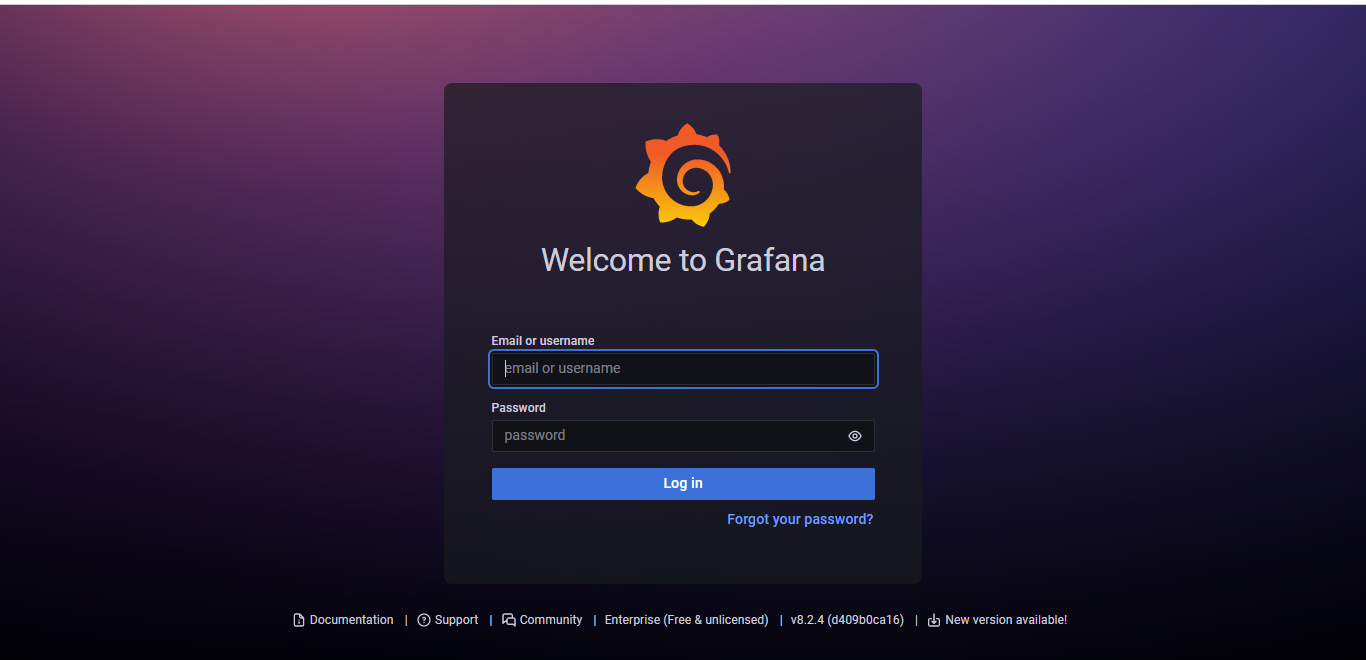 Welcome to Grafana
Email or username
email or username
Password
password
Log in
Forgot your password?
Documentation | Support | Community | Enterprise (Free & unlicensed) | v8.2.4 (d409b0ca16) | New version available!